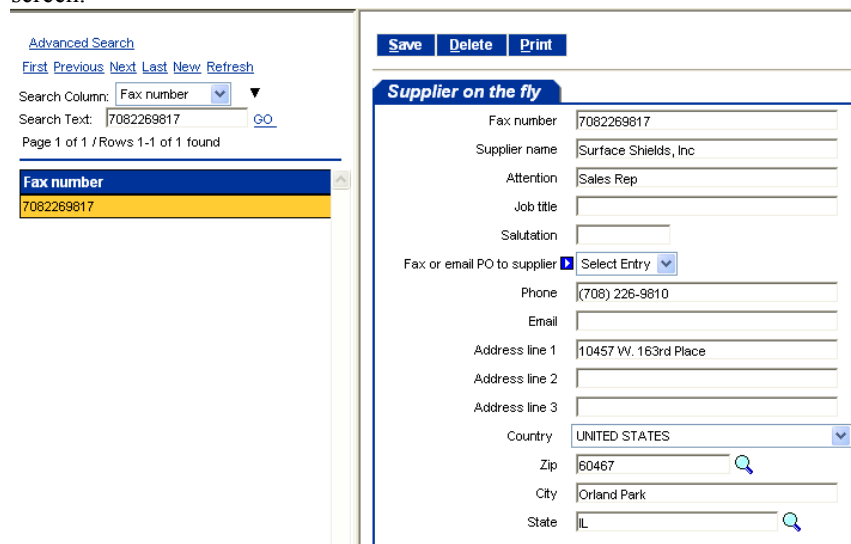 screen.
Advanced Search
First Previous Next Last New Refresh
Search Column: Fax number
Search Text: 7082269817 GO
Page 1 of 1 / Rows 1-1 of 1 found
Fax number
7082269817
Save Delete Print
Supplier on the fly
Fax number 7082269817
Supplier name Surface Shields, Inc
Attention Sales Rep
Job title
Salutation
Fax or email PO to supplier Select Entry
Phone (708) 226-9810
Email
Address line 1 10457 W. 163rd Place
Address line 2
Address line 3
Country UNITED STATES
Zip 60467
City Orland Park
State IL